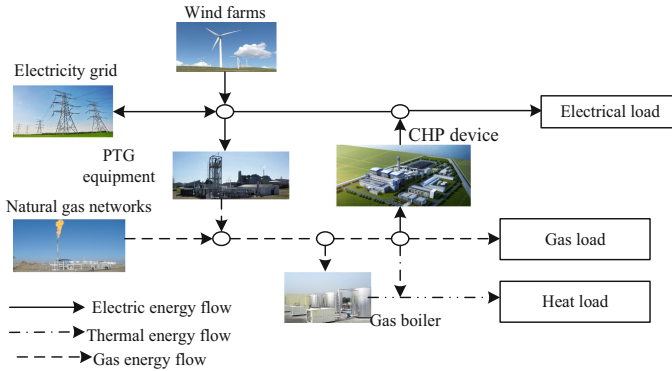 Wind farms
Electricity grid
Electrical load
CHP device
PTG
equipment
Natural gas networks
Gas load
Heat load
Gas boiler
Electric energy flow
Thermal energy flow
Gas energy flow